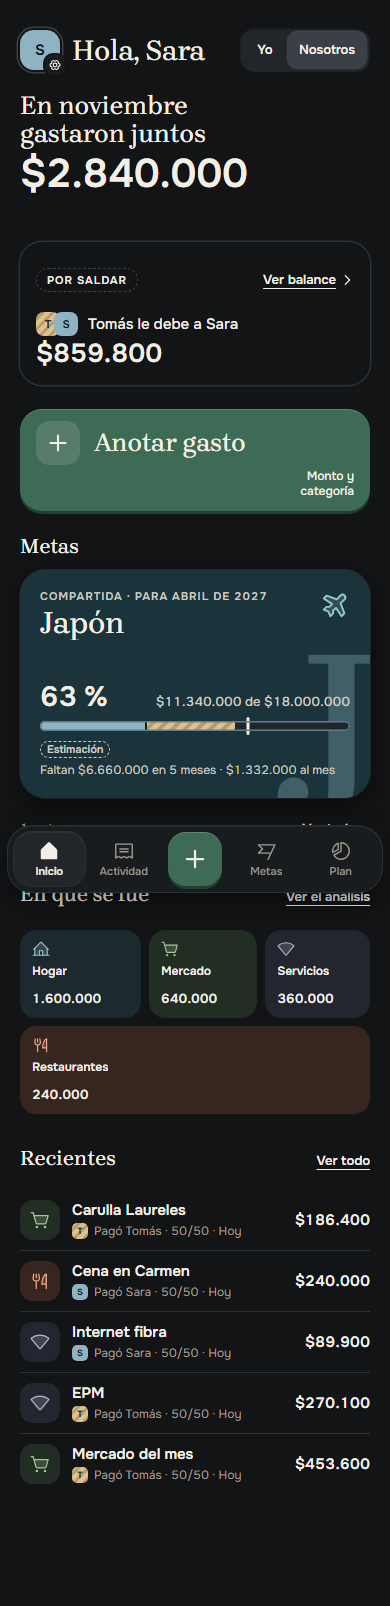 S
Hola, Sara
Yo
Nosotros
En noviembre
gastaron juntos
$2.840.000
POR SALDAR
Ver balance
T S Tomás le debe a Sara
$859.800
Anotar gasto
Monto y
categoría
Metas
COMPARTIDA · PARA ABRIL DE 2027
Japón
J
63 %
$11.340.000 de $18.000.000
Estimación
Faltan $6.660.000 en 5 meses · $1.332.000 al mes
Inicio
Actividad
Metas
Plan
En qué se fue
Ver el análisis
Hogar
1.600.000
Mercado
640.000
Servicios
360.000
Restaurantes
240.000
Recientes
Ver todo
Carulla Laureles
T Pagó Tomás · 50/50 · Hoy
$186.400
Cena en Carmen
S Pagó Sara · 50/50 · Hoy
$240.000
Internet fibra
S Pagó Sara · 50/50 · Hoy
$89.900
EPM
T Pagó Tomás · 50/50 · Hoy
$270.100
Mercado del mes
T Pagó Tomás · 50/50 · Hoy
$453.600